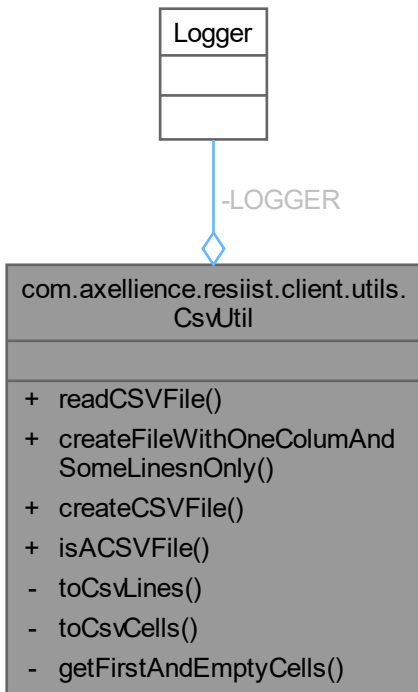 Logger
-LOGGER
com.axellience.resiist.client.utils.
CsvUtil
+ readCSVFile()
+ createFileWithOneColumAnd
SomeLinesnOnly()
+ createCSVFile()
+ isACSVFile()
- toCsvLines()
- toCsvCells()
- getFirstAndEmptyCells()